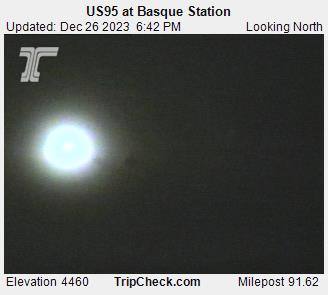 US95 at Basque Station
Updated: Dec 26 2023 6:42 PM Looking North
Elevation 4460 TripCheck.com Milepost 91.62